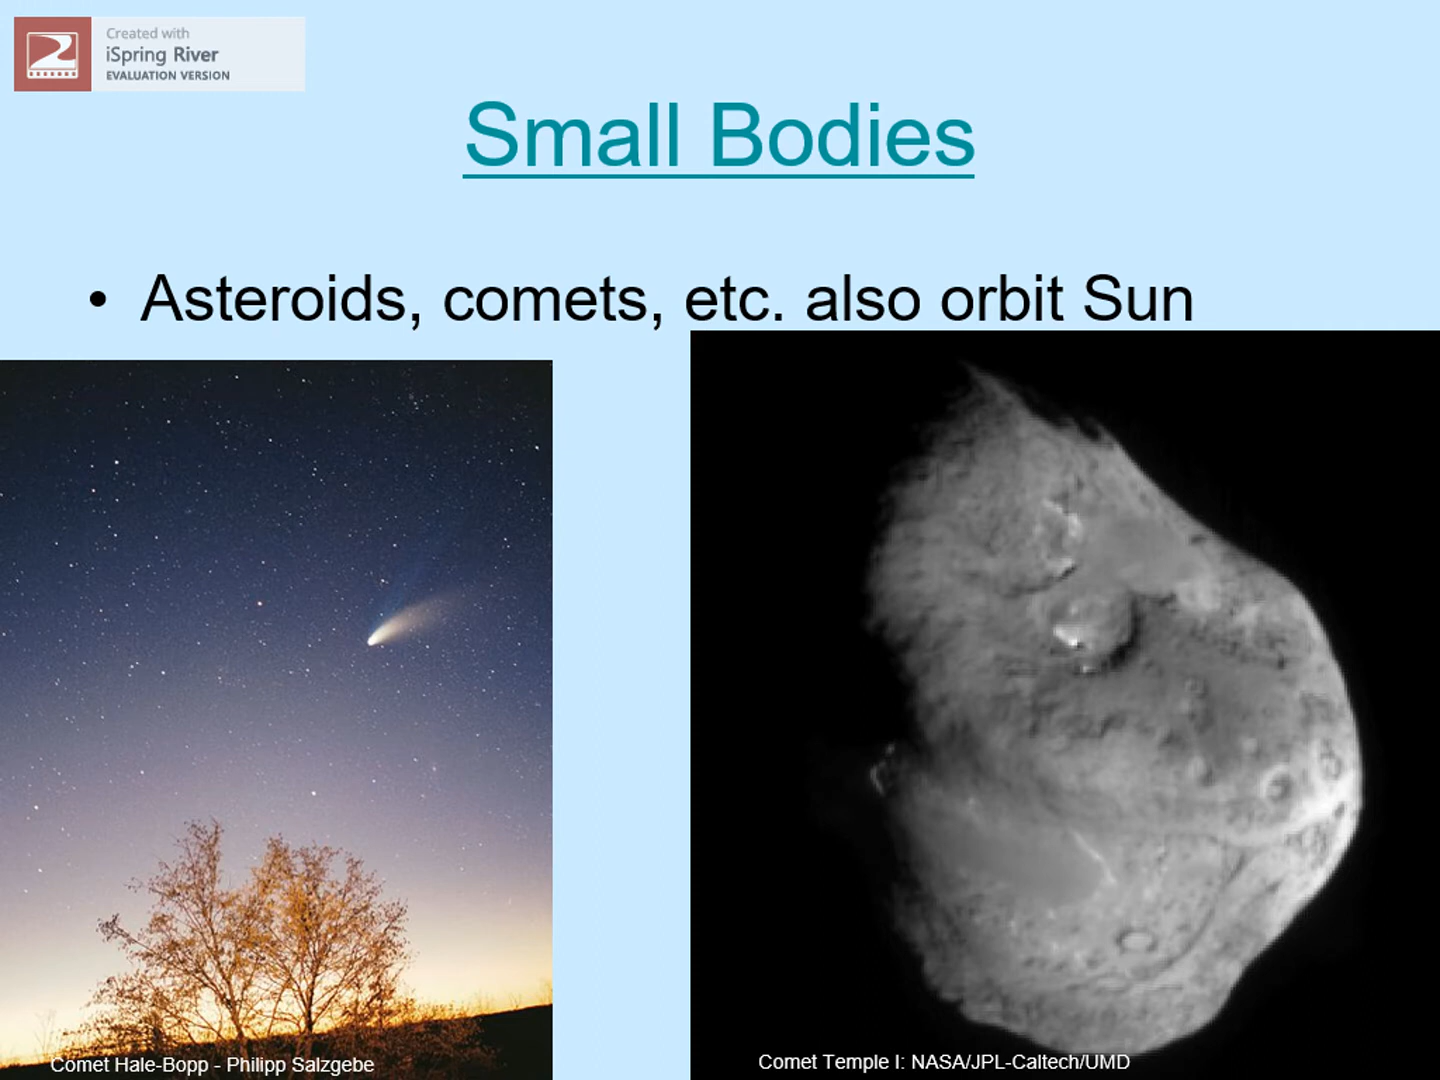 Created with
iSpring River
EVALUATION VERSION
Small Bodies
• Asteroids, comets, etc. also orbit Sun
Comet Hale-Bopp - Philipp Salzgebe
Comet Temple I: NASA/JPL-Caltech/UMD